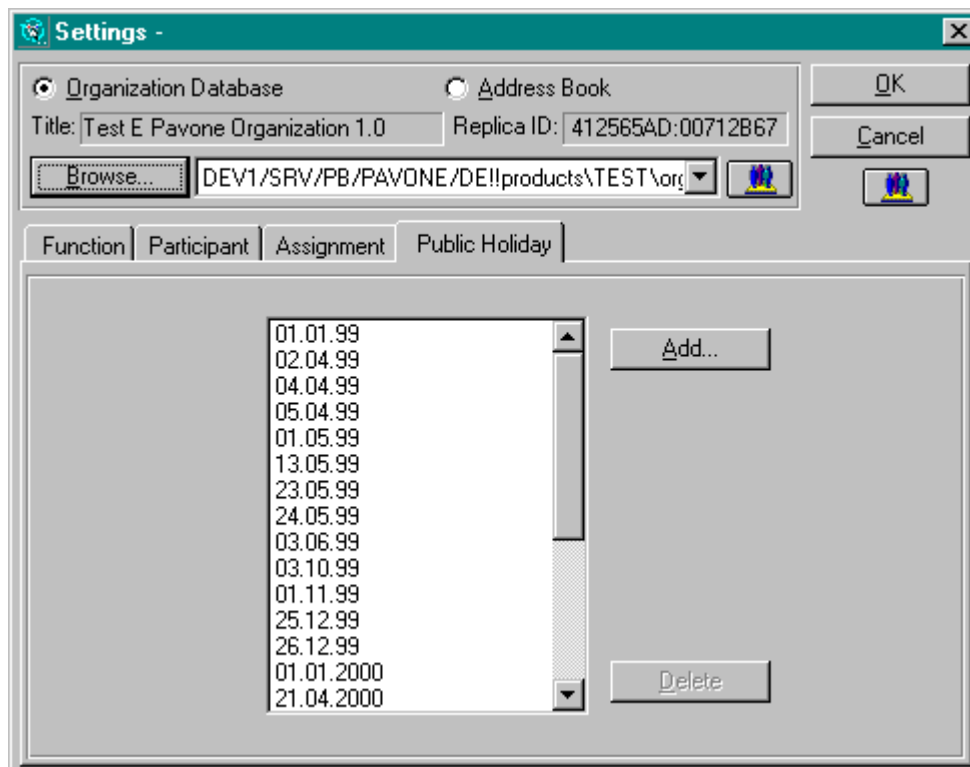 Settings -
Organization Database Address Book OK
Title: Test E Pavone Organization 1.0 Replica ID: 412565AD:00712B67
Cancel
Browse... DEV1/SRV/PB/PAVONE/DE!!products\TEST\org
Function Participant Assignment Public Holiday
01.01.99
02.04.99
04.04.99
05.04.99
01.05.99
13.05.99
23.05.99
24.05.99
03.06.99
03.10.99
01.11.99
25.12.99
26.12.99
01.01.2000
21.04.2000
Add...
Delete